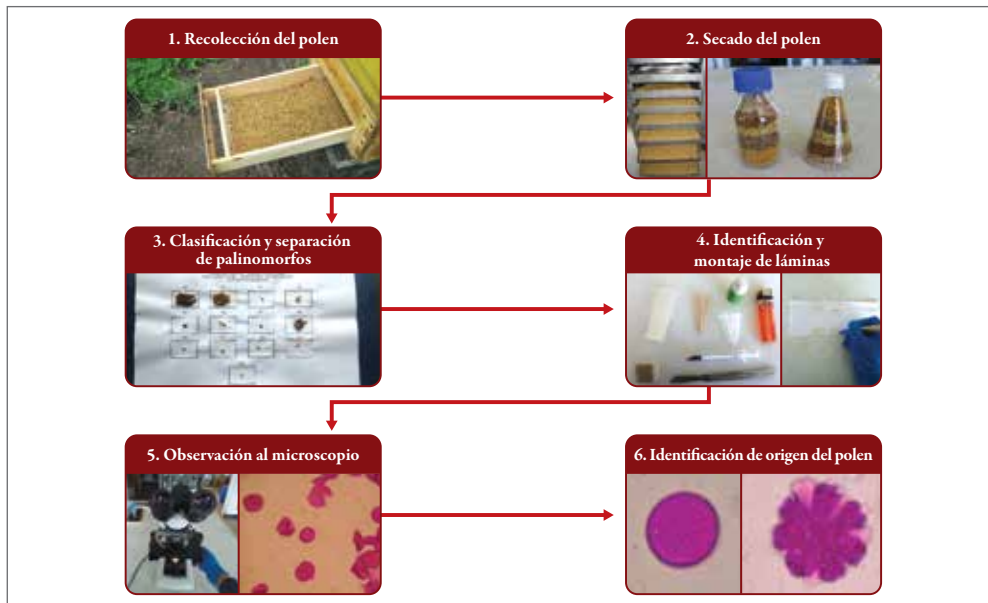 1. Recolección del polen
2. Secado del polen
3. Clasificación y separación
de palinomorfos
4. Identificación y
montaje de láminas
5. Observación al microscopio
6. Identificación de origen del polen